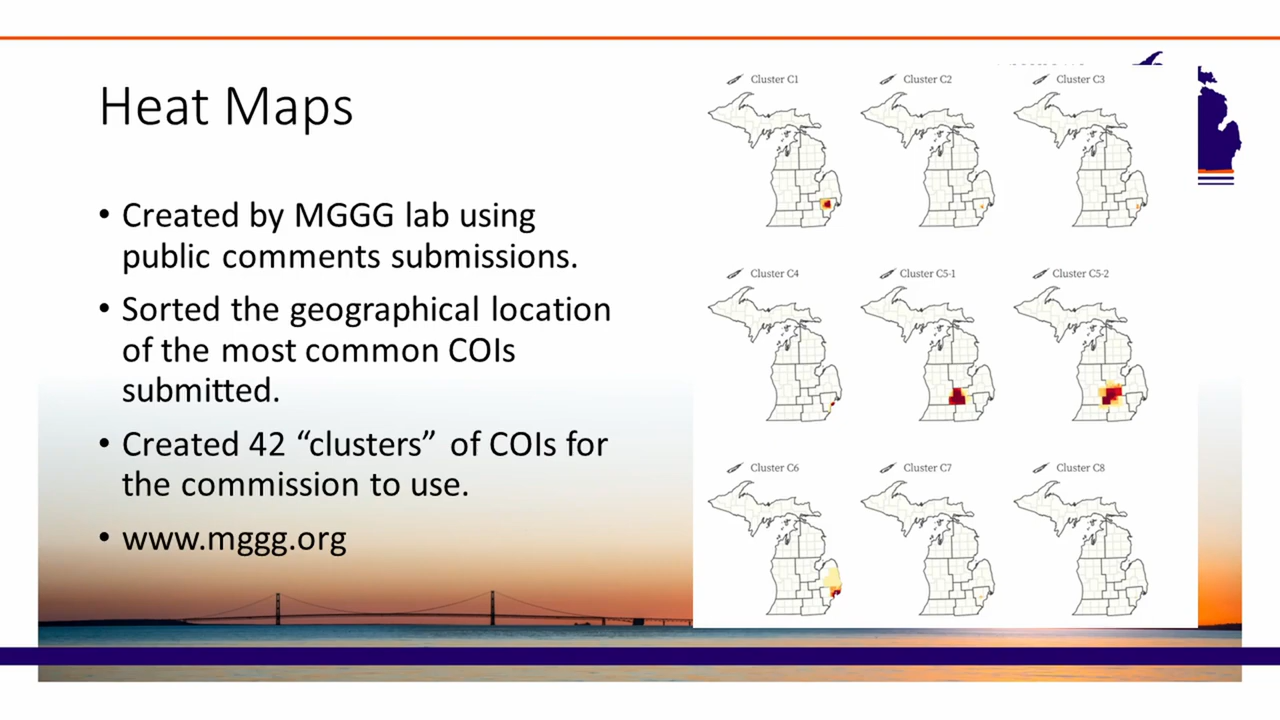 Heat Maps
• Created by MGGG lab using
public comments submissions.
• Sorted the geographical location
of the most common COIs
submitted.
• Created 42 “clusters” of COIs for
the commission to use.
• www.mggg.org
Cluster C1
Cluster C2
Cluster C3
Cluster C4
Cluster C5-1
Cluster C5-2
Cluster C6
Cluster C7
Cluster C8